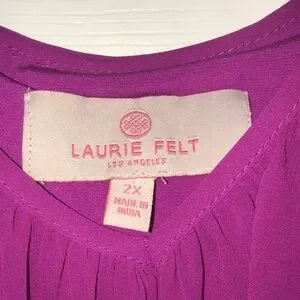 LAURIE FELT
LOS ANGELES
2X
MADE IN
INDIA